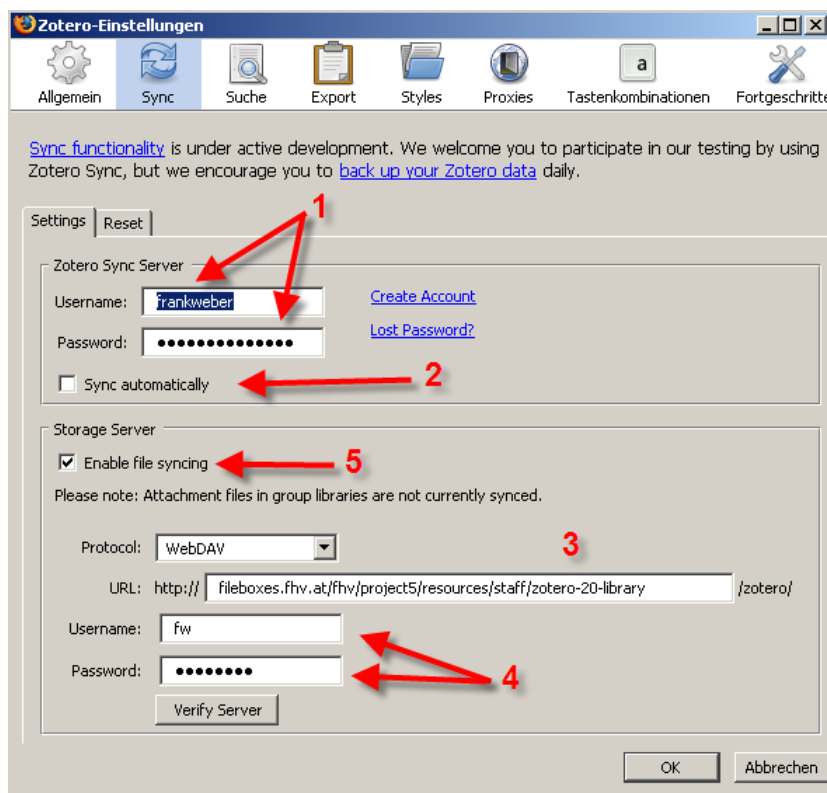 Zotero-Einstellungen
Allgemein Sync Suche Export Styles Proxies Tastenkombinationen Fortgeschritte
Sync functionality is under active development. We welcome you to participate in our testing by using
Zotero Sync, but we encourage you to back up your Zotero data daily.
1
Settings Reset
Zotero Sync Server
Username: frankweber Create Account
Password: ●●●●●●●●●●●●●● Lost Password?
Sync automatically 2
Storage Server
Enable file syncing 5
Please note: Attachment files in group libraries are not currently synced.
3
Protocol: WebDAV
URL: http:// fileboxes.fhv.at/fhv/project5/resources/staff/zotero-20-library /zotero/
Username: fw
Password: ●●●●●●●● 4
Verify Server
OK Abbrechen